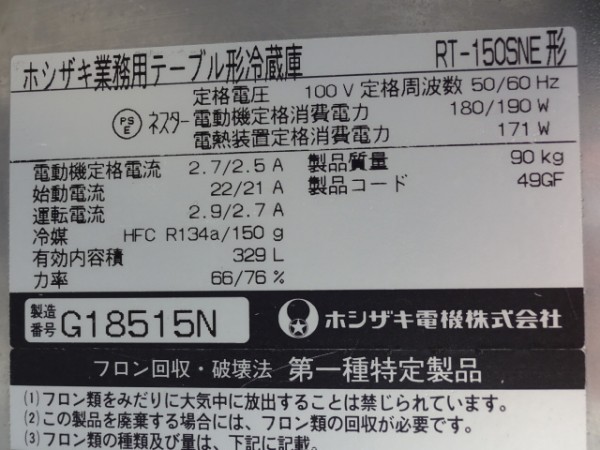 ホシザキ業務用テーブル形冷蔵庫 RT-150SNE形
定格電圧 100V 定格周波数 50/60 Hz
PS E ネスター 電動機定格消費電力 180/190 W
電熱装置定格消費電力 171 W
電動機定格電流 2.7/2.5 A 製品質量 90 kg
始動電流 22/21 A 製品コード 49GF
運転電流 2.9/2.7 A
冷媒 HFC R134a/150 g
有効内容積 329 L
力率 66/76 %
製造番号 G18515N ホシザキ電機株式会社
フロン回収・破壊法 第一種特定製品
(1)フロン類をみだりに大気中に放出することは禁じられています。
(2)この製品を廃棄する場合には、フロン類の回収が必要です。
(3)フロン類の種類及び量は、下記に記載。